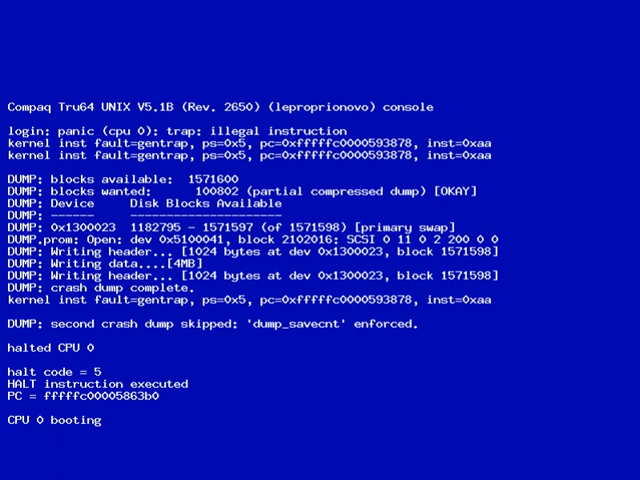 Compaq Tru64 UNIX V5.1B (Rev. 2650) (leproprionovo) console
login: panic (cpu 0): trap: illegal instruction
kernel inst fault=gentrap, ps=0x5, pc=0xfffffc0000593878, inst=0xaa
kernel inst fault=gentrap, ps=0x5, pc=0xfffffc0000593878, inst=0xaa
DUMP: blocks available:  1571600
DUMP: blocks wanted:      100802 (partial compressed dump) [OKAY]
DUMP: Device     Disk Blocks Available
DUMP: ------     ---------------------
DUMP: 0x1300023  1182795 - 1571597 (of 1571598) [primary swap]
DUMP.prom: Open: dev 0x5100041, block 2102016: SCSI 0 11 0 2 200 0 0
DUMP: Writing header... [1024 bytes at dev 0x1300023, block 1571598]
DUMP: Writing data....[4MB]
DUMP: Writing header... [1024 bytes at dev 0x1300023, block 1571598]
DUMP: crash dump complete.
kernel inst fault=gentrap, ps=0x5, pc=0xfffffc0000593878, inst=0xaa
DUMP: second crash dump skipped: 'dump_savecnt' enforced.
halted CPU 0
halt code = 5
HALT instruction executed
PC = fffffc00005863b0
CPU 0 booting